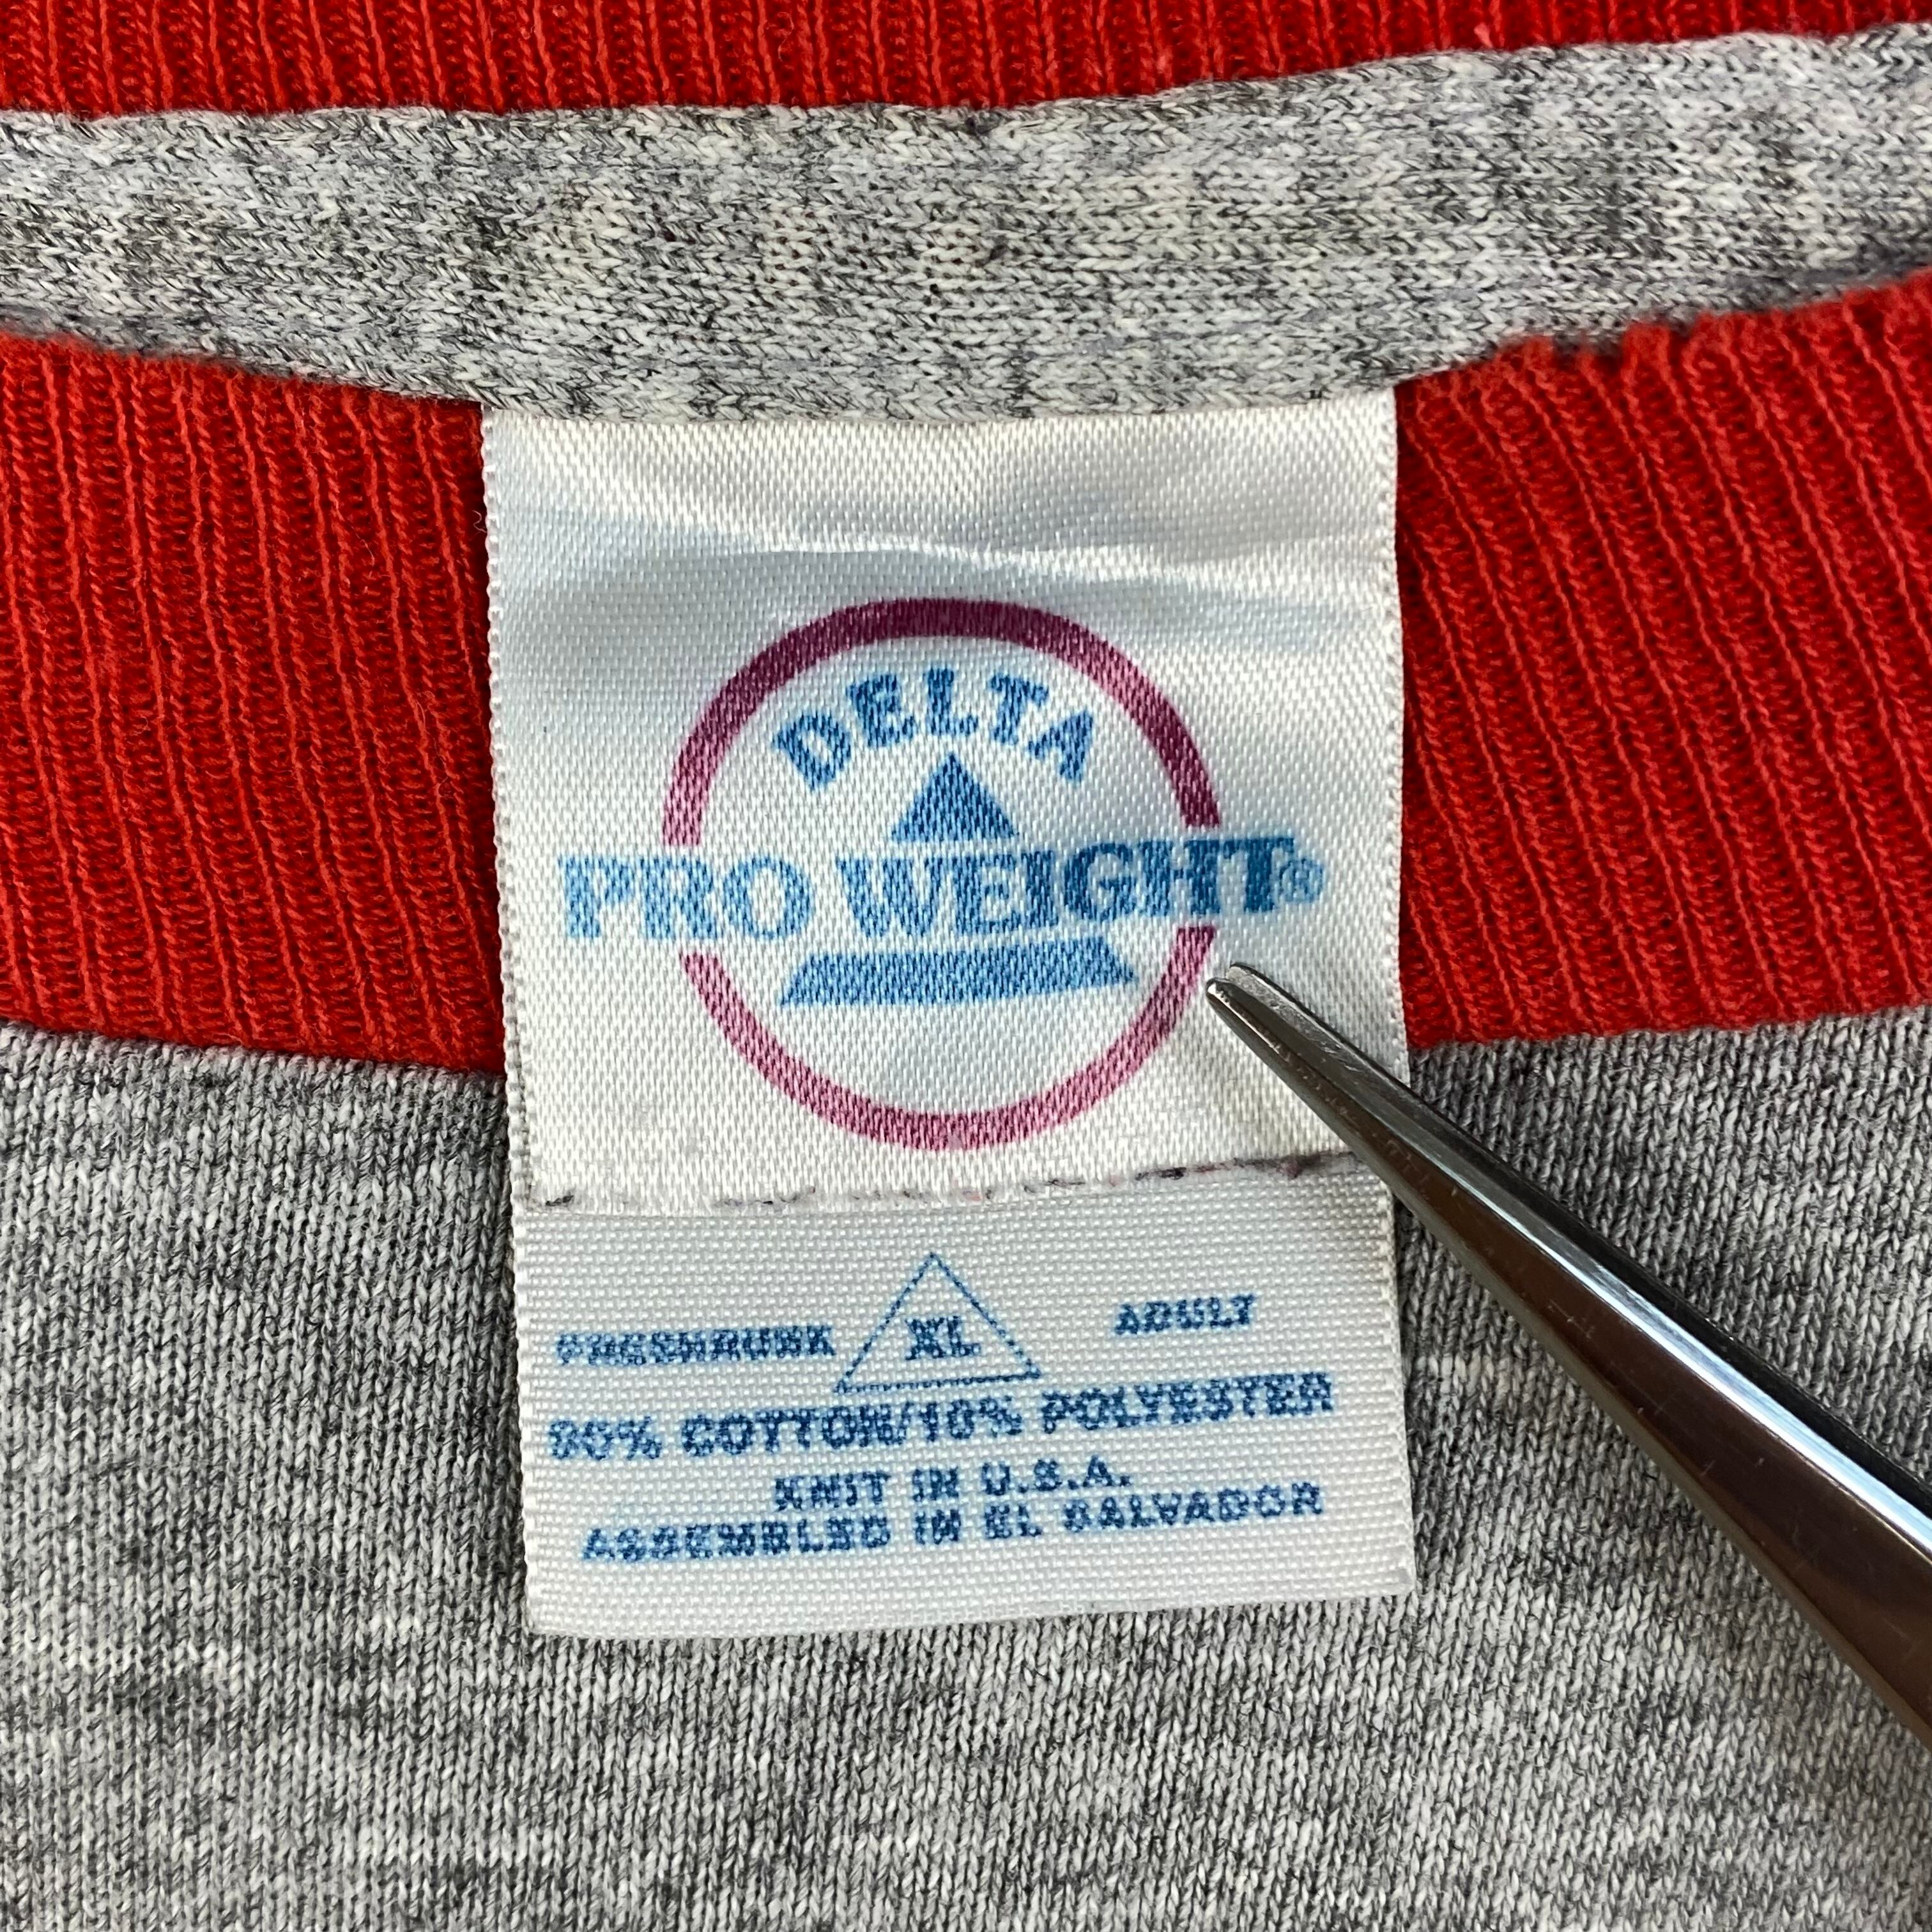 DELTA
PRO WEIGHT®
PRESHRUNK XL ADULT
90% COTTON/10% POLYESTER
KNIT IN U.S.A.
ASSEMBLED IN EL SALVADOR